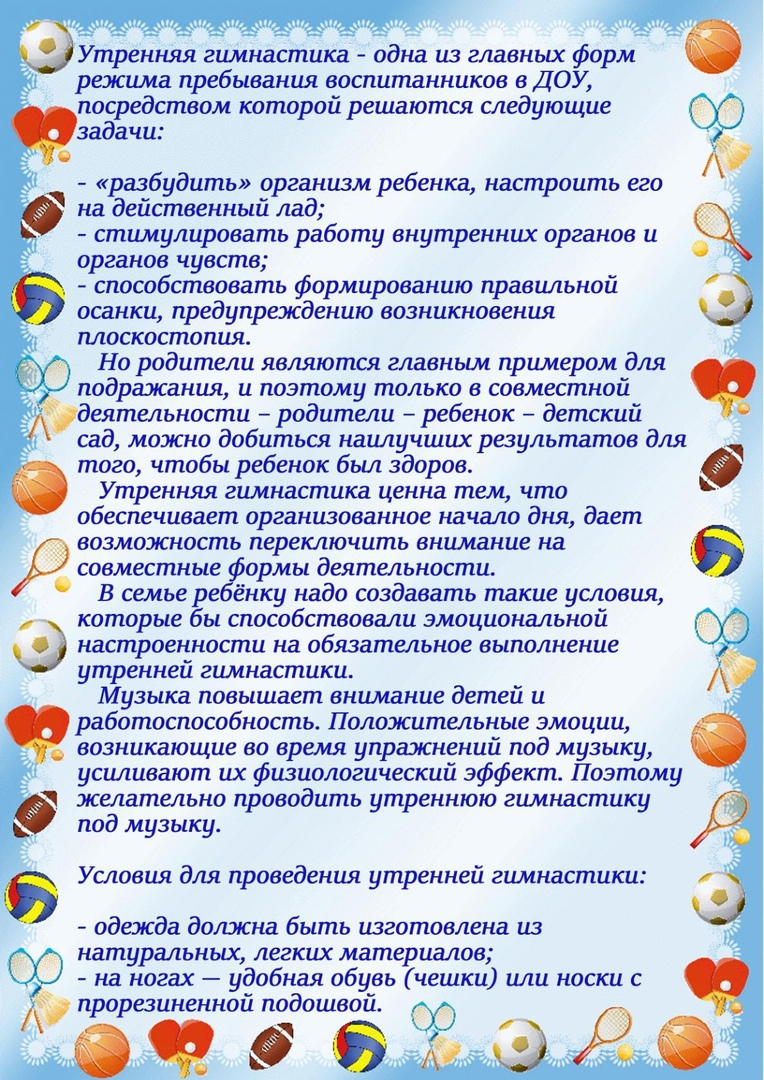 Утренняя гимнастика - одна из главных форм
режима пребывания воспитанников в ДОУ,
посредством которой решаются следующие
задачи:
- «разбудить» организм ребенка, настроить его
на действенный лад;
- стимулировать работу внутренних органов и
органов чувств;
- способствовать формированию правильной
осанки, предупреждению возникновения
плоскостопия.
Но родители являются главным примером для
подражания, и поэтому только в совместной
деятельности – родители – ребенок – детский
сад, можно добиться наилучших результатов для
того, чтобы ребенок был здоров.
Утренняя гимнастика ценна тем, что
обеспечивает организованное начало дня, дает
возможность переключить внимание на
совместные формы деятельности.
В семье ребёнку надо создавать такие условия,
которые бы способствовали эмоциональной
настроенности на обязательное выполнение
утренней гимнастики.
Музыка повышает внимание детей и
работоспособность. Положительные эмоции,
возникающие во время упражнений под музыку,
усиливают их физиологический эффект. Поэтому
желательно проводить утреннюю гимнастику
под музыку.
Условия для проведения утренней гимнастики:
- одежда должна быть изготовлена из
натуральных, легких материалов;
- на ногах — удобная обувь (чешки) или носки с
прорезиненной подошвой.